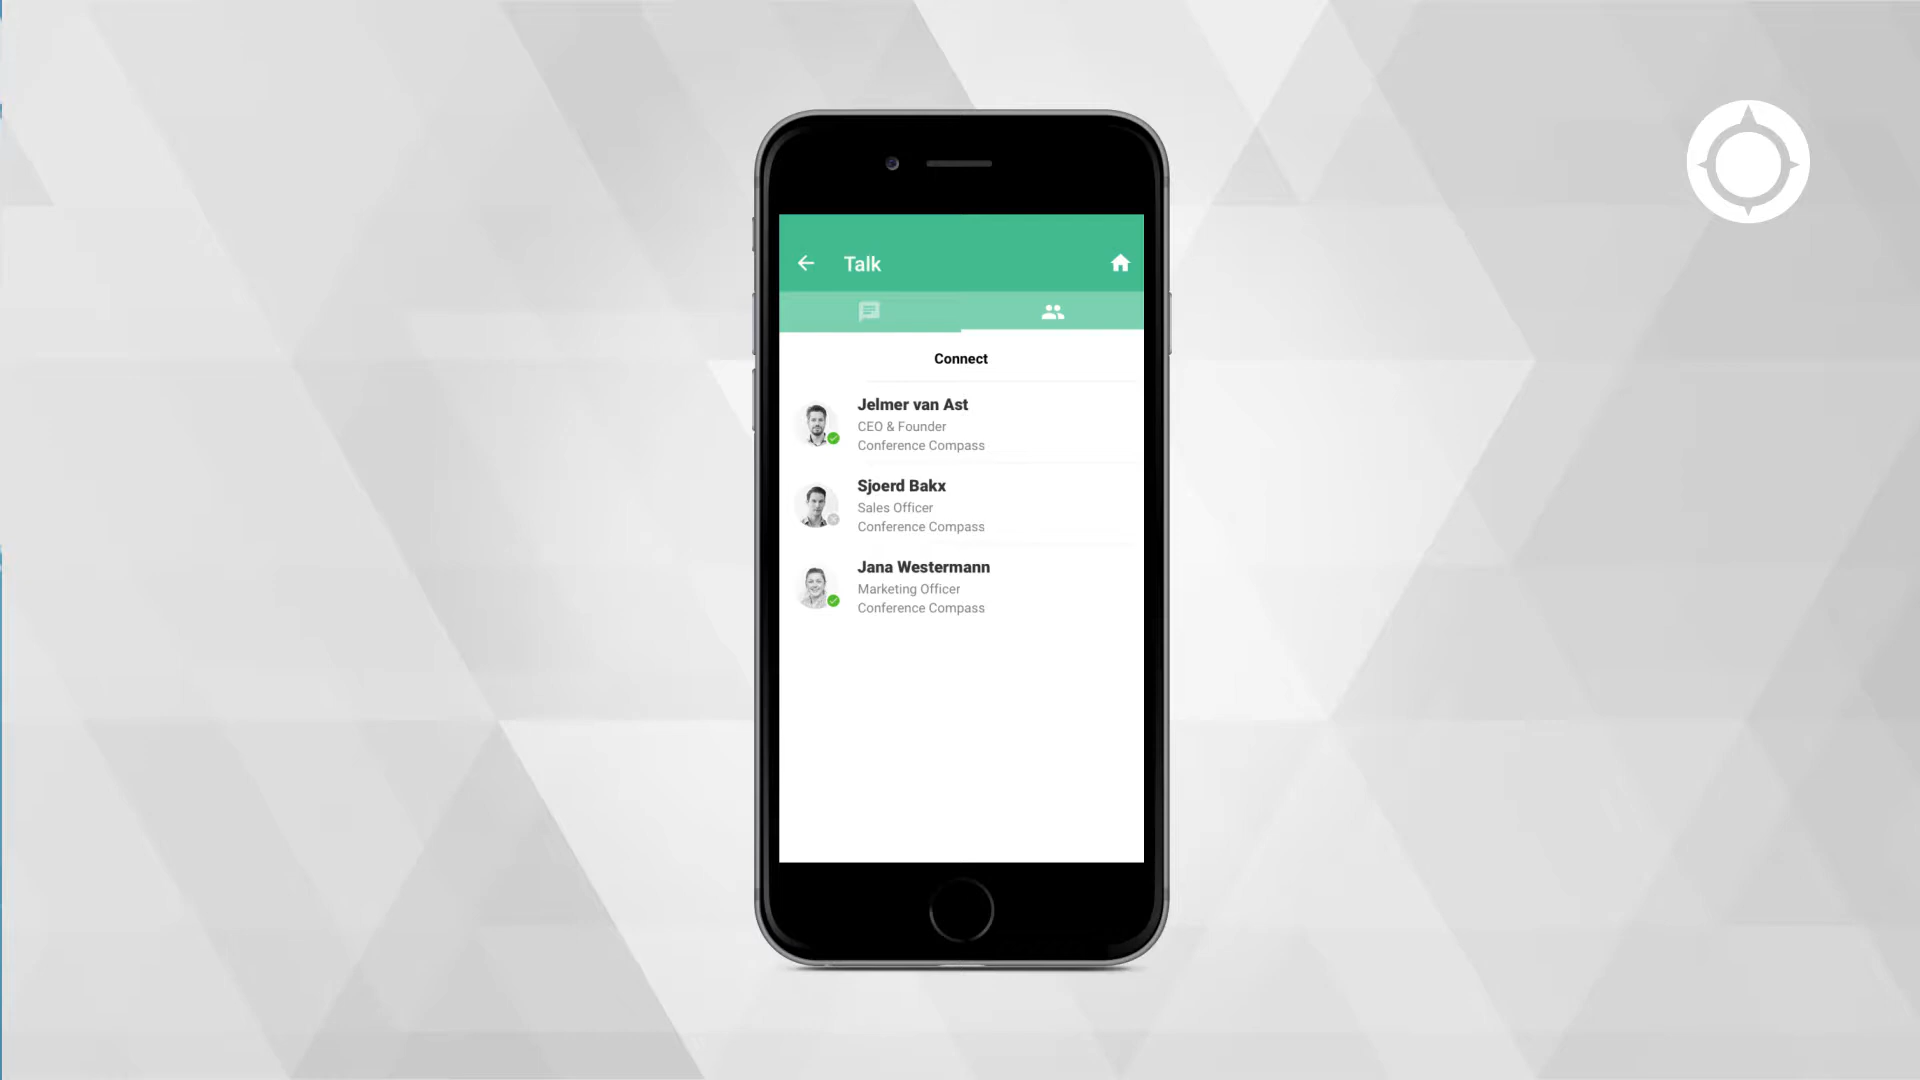 Talk
Connect
Jelmer van Ast
CEO & Founder
Conference Compass
Sjoerd Bakx
Sales Officer
Conference Compass
Jana Westermann
Marketing Officer
Conference Compass